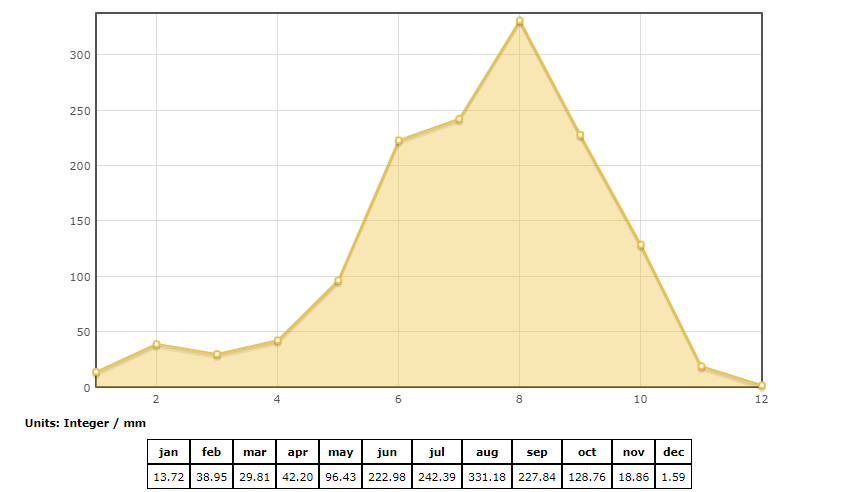 300
250
200
150
100
50
0
2 4 6 8 10 12
Units: Integer / mm
jan feb mar apr may jun jul aug sep oct nov dec
13.72 38.95 29.81 42.20 96.43 222.98 242.39 331.18 227.84 128.76 18.86 1.59